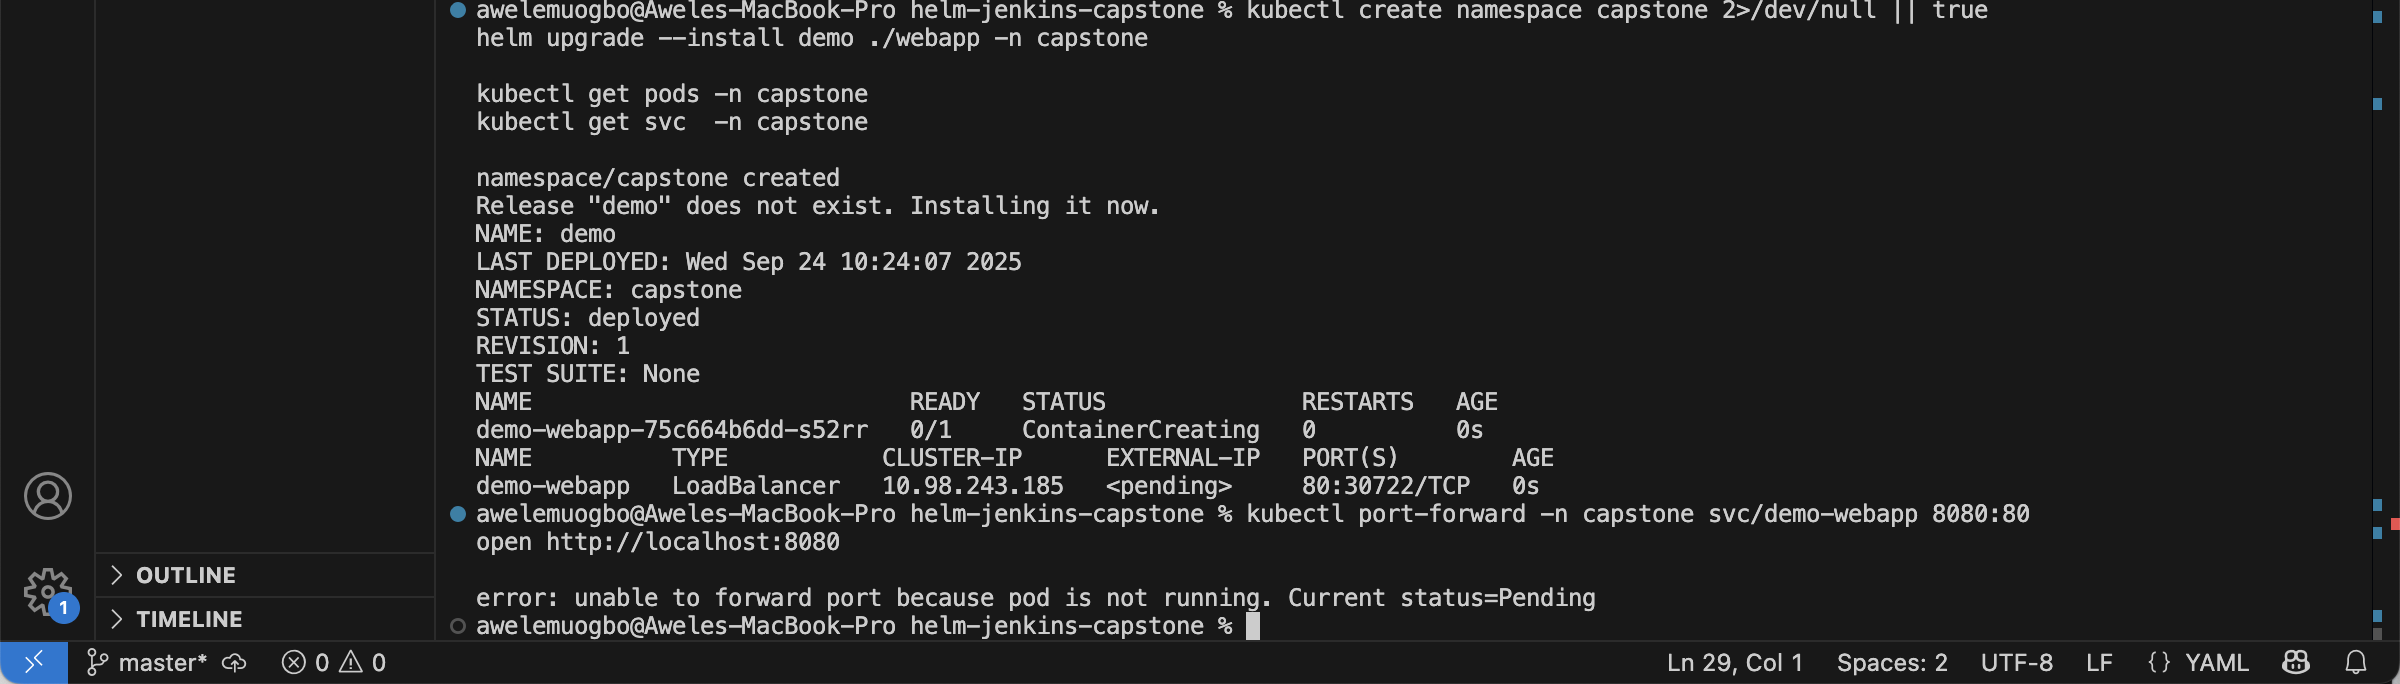 awelemuogbo@Aweles-MacBook-Pro helm-jenkins-capstone % kubectl create namespace capstone 2>/dev/null || true
helm upgrade --install demo ./webapp -n capstone
kubectl get pods -n capstone
kubectl get svc  -n capstone
namespace/capstone created
Release "demo" does not exist. Installing it now.
NAME: demo
LAST DEPLOYED: Wed Sep 24 10:24:07 2025
NAMESPACE: capstone
STATUS: deployed
REVISION: 1
TEST SUITE: None
NAME                           READY   STATUS              RESTARTS   AGE
demo-webapp-75c664b6dd-s52rr   0/1     ContainerCreating   0          0s
NAME          TYPE           CLUSTER-IP      EXTERNAL-IP   PORT(S)        AGE
demo-webapp   LoadBalancer   10.98.243.185   <pending>     80:30722/TCP   0s
awelemuogbo@Aweles-MacBook-Pro helm-jenkins-capstone % kubectl port-forward -n capstone svc/demo-webapp 8080:80
open http://localhost:8080
error: unable to forward port because pod is not running. Current status=Pending
awelemuogbo@Aweles-MacBook-Pro helm-jenkins-capstone %
1
OUTLINE
TIMELINE
master* 0 0 Ln 29, Col 1 Spaces: 2 UTF-8 LF {} YAML